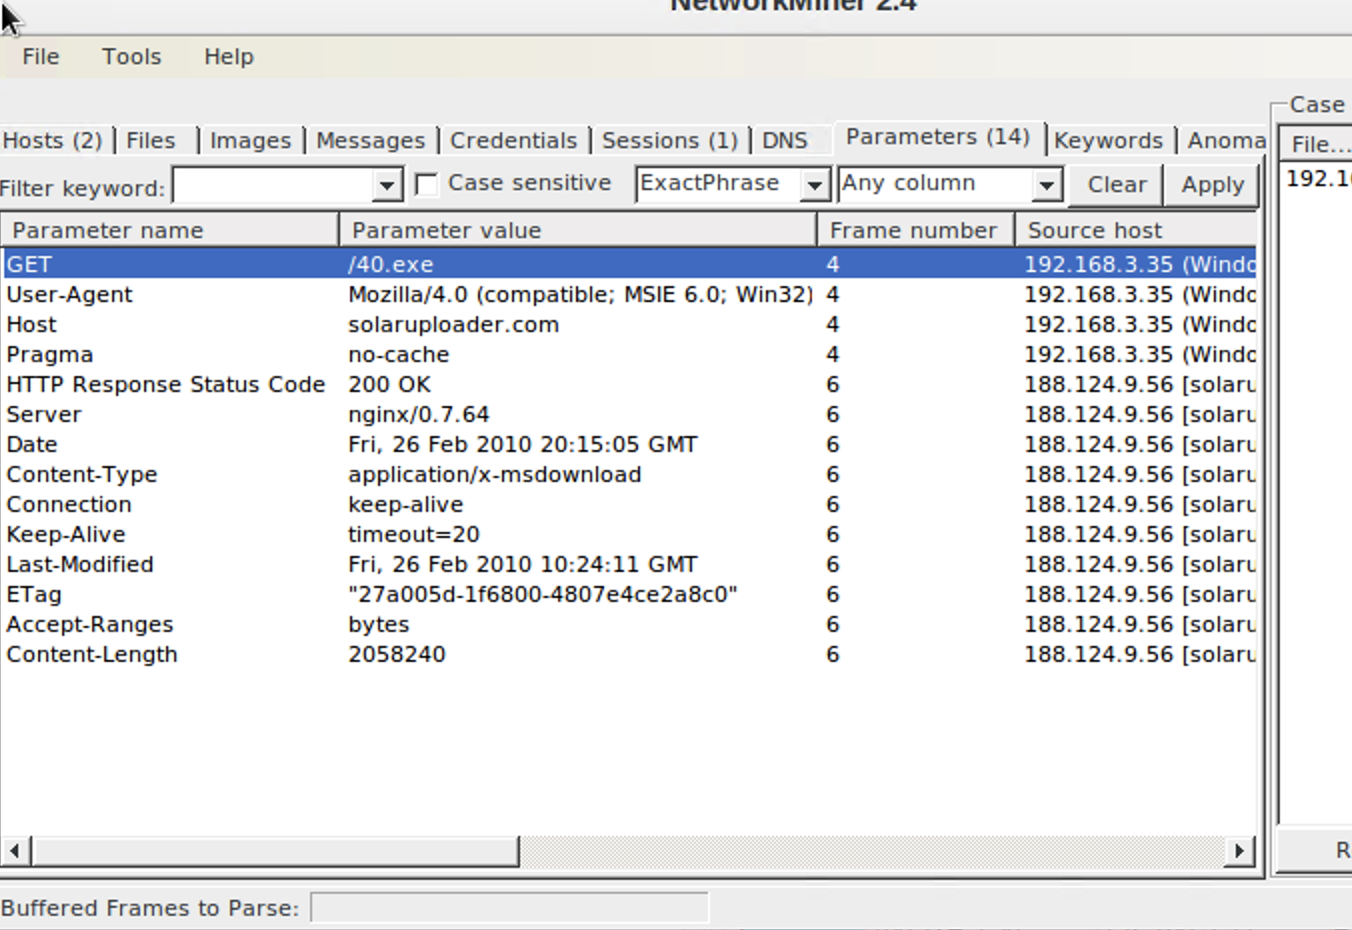 NetworkMiner 2.4
File Tools Help
Case
Hosts (2) Files Images Messages Credentials Sessions (1) DNS Parameters (14) Keywords Anoma
File...
Filter keyword: Case sensitive ExactPhrase Any column Clear Apply
192.1
Parameter name Parameter value Frame number Source host
GET /40.exe 4 192.168.3.35 (Windo
User-Agent Mozilla/4.0 (compatible; MSIE 6.0; Win32) 4 192.168.3.35 (Windo
Host solaruploader.com 4 192.168.3.35 (Windo
Pragma no-cache 4 192.168.3.35 (Windo
HTTP Response Status Code 200 OK 6 188.124.9.56 [solaru
Server nginx/0.7.64 6 188.124.9.56 [solaru
Date Fri, 26 Feb 2010 20:15:05 GMT 6 188.124.9.56 [solaru
Content-Type application/x-msdownload 6 188.124.9.56 [solaru
Connection keep-alive 6 188.124.9.56 [solaru
Keep-Alive timeout=20 6 188.124.9.56 [solaru
Last-Modified Fri, 26 Feb 2010 10:24:11 GMT 6 188.124.9.56 [solaru
ETag "27a005d-1f6800-4807e4ce2a8c0" 6 188.124.9.56 [solaru
Accept-Ranges bytes 6 188.124.9.56 [solaru
Content-Length 2058240 6 188.124.9.56 [solaru
R
Buffered Frames to Parse: